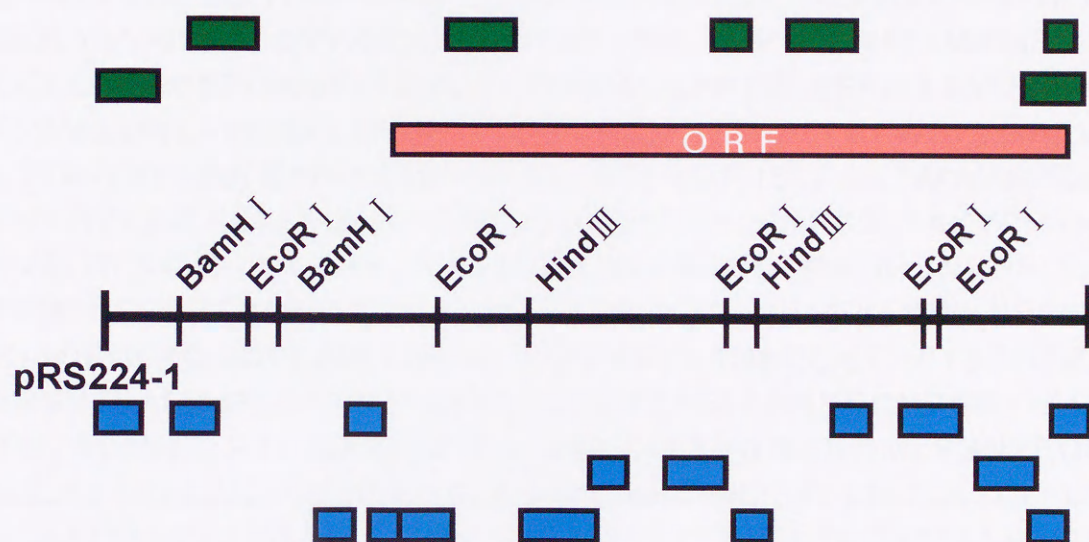 ORF
BamH I
EcoR I
BamH I
EcoR I
Hind III
EcoR I
Hind III
EcoR I
EcoR I
pRS224-1